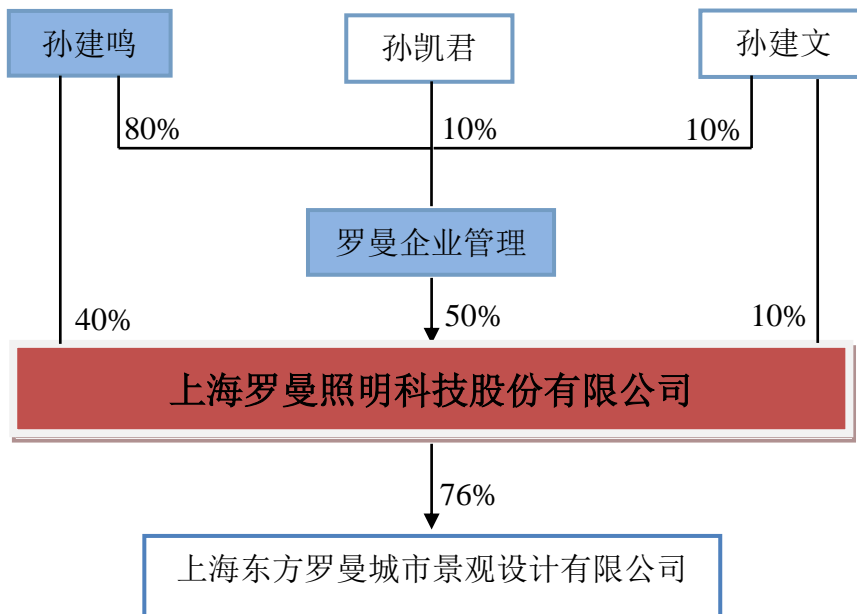 孙建鸣
孙凯君
孙建文
80%
10%
10%
罗曼企业管理
40%
50%
10%
上海罗曼照明科技股份有限公司
76%
上海东方罗曼城市景观设计有限公司